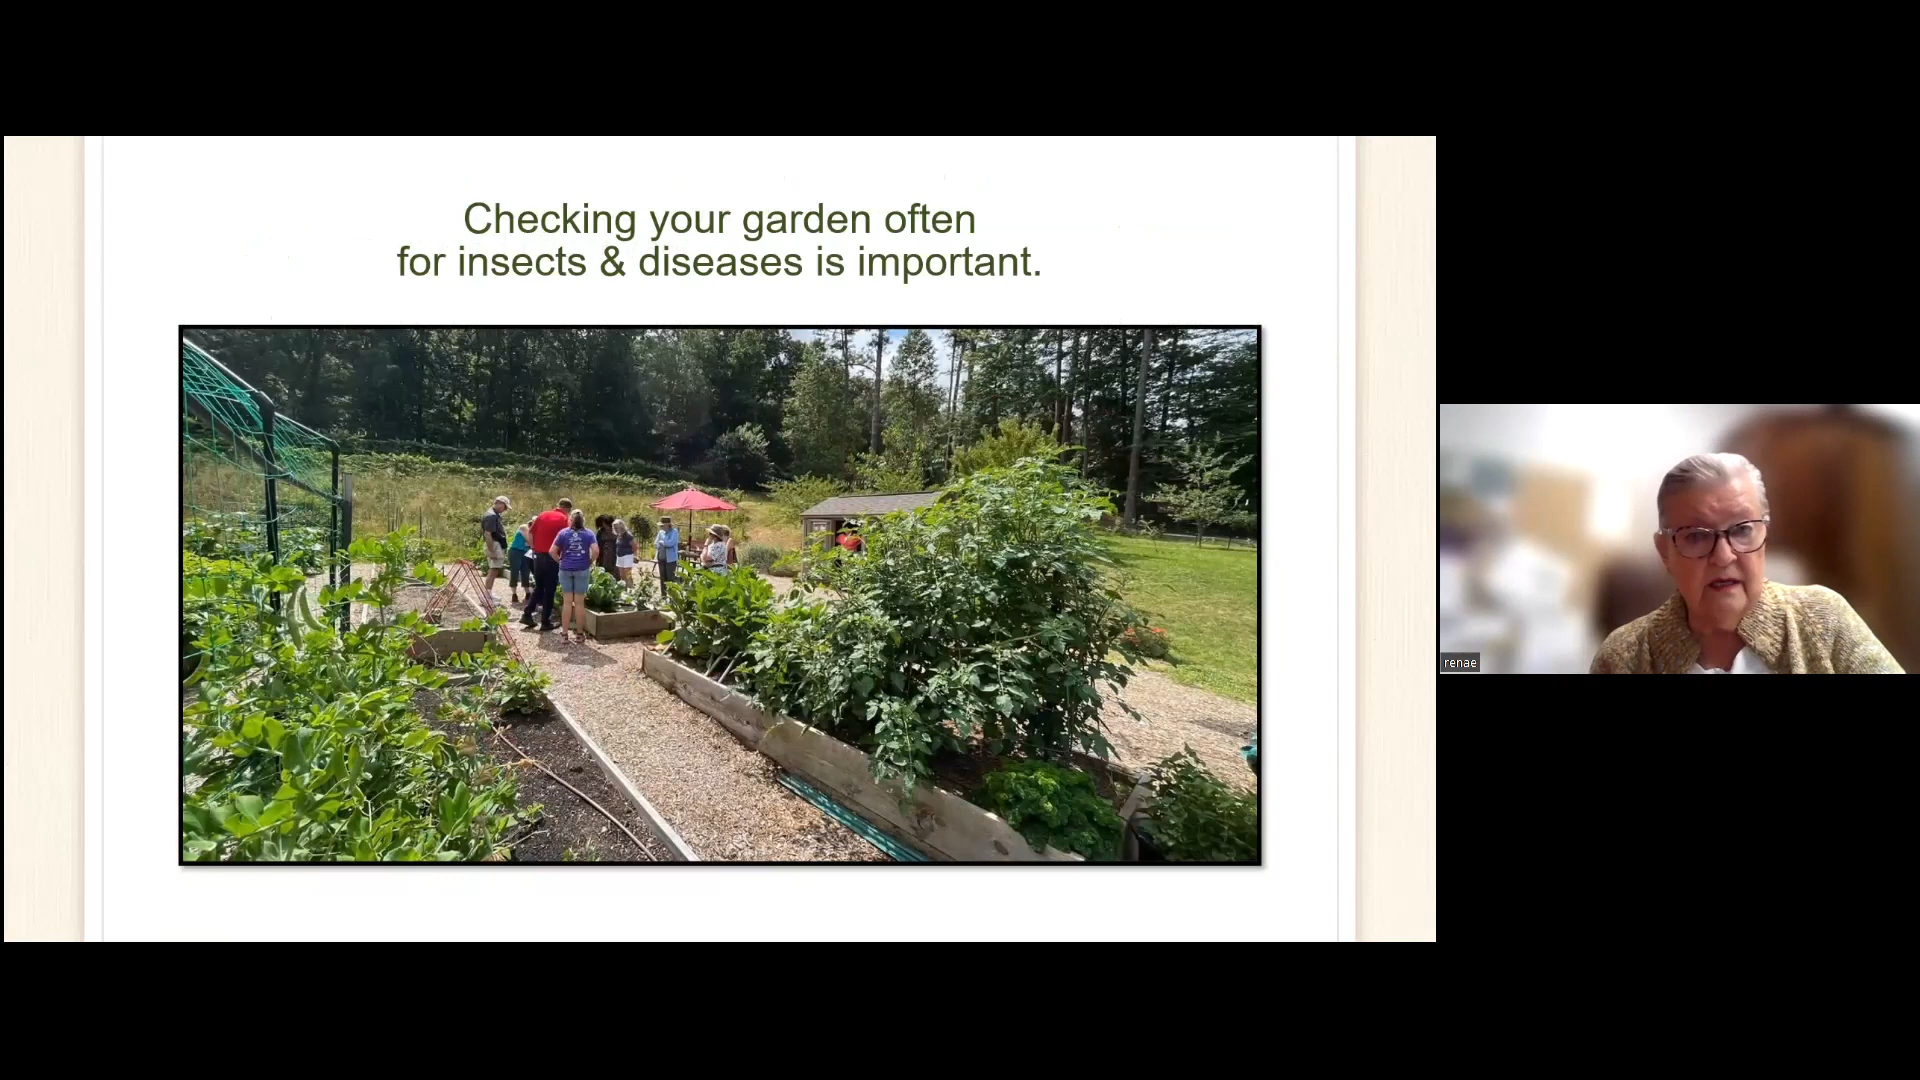 Checking your garden often
for insects & diseases is important.
renae